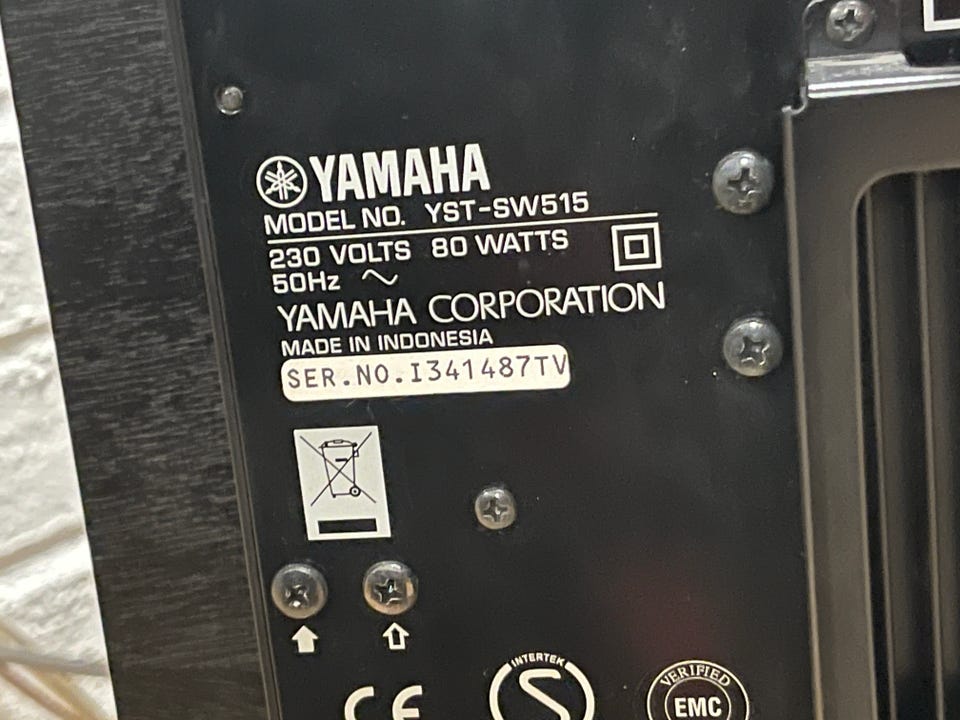 YAMAHA
MODEL NO. YST-SW515
230 VOLTS 80 WATTS
50Hz ~
YAMAHA CORPORATION
MADE IN INDONESIA
SER.NO.I341487TV
INTERTEK
S
VERIFIED
CE
EMC